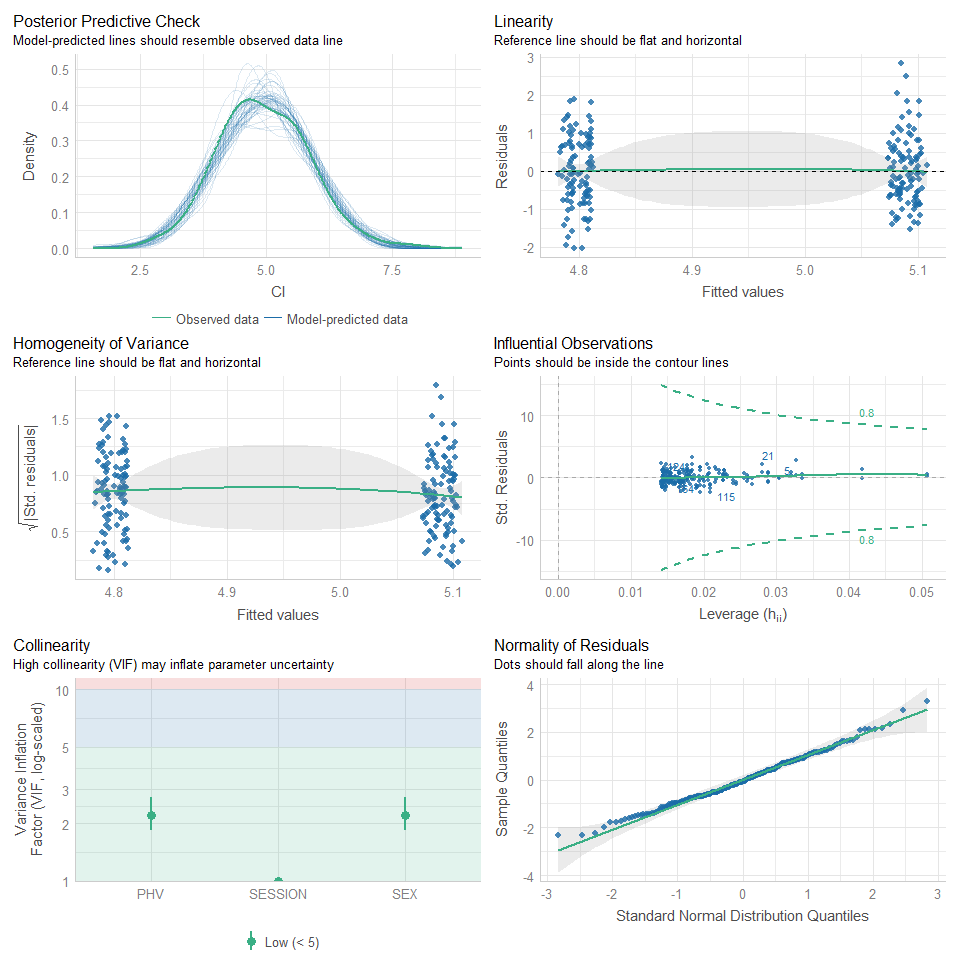 Posterior Predictive Check
Model-predicted lines should resemble observed data line
0.5
0.4
0.3
0.2
0.1
0.0
Density
2.5 5.0 7.5
CI
Observed data Model-predicted data
Linearity
Reference line should be flat and horizontal
3
2
1
0
-1
-2
Residuals
4.8 4.9 5.0 5.1
Fitted values
Homogeneity of Variance
Reference line should be flat and horizontal
1.5
1.0
0.5
√|Std. residuals|
4.8 4.9 5.0 5.1
Fitted values
Influential Observations
Points should be inside the contour lines
10
0
-10
Std. Residuals
0.8
21
5
115
0.8
0.00 0.01 0.02 0.03 0.04 0.05
Leverage (hii)
Collinearity
High collinearity (VIF) may inflate parameter uncertainty
10
5
3
2
1
Variance Inflation
Factor (VIF, log-scaled)
PHV SESSION SEX
Low (< 5)
Normality of Residuals
Dots should fall along the line
4
2
0
-2
-4
Sample Quantiles
-3 -2 -1 0 1 2 3
Standard Normal Distribution Quantiles